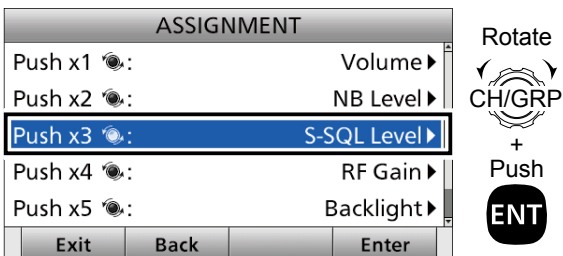 ASSIGNMENT
Push x1 : Volume
Push x2 : NB Level
Push x3 : S-SQL Level
Push x4 : RF Gain
Push x5 : Backlight
Exit Back Enter
Rotate
CH/GRP
+
Push
ENT